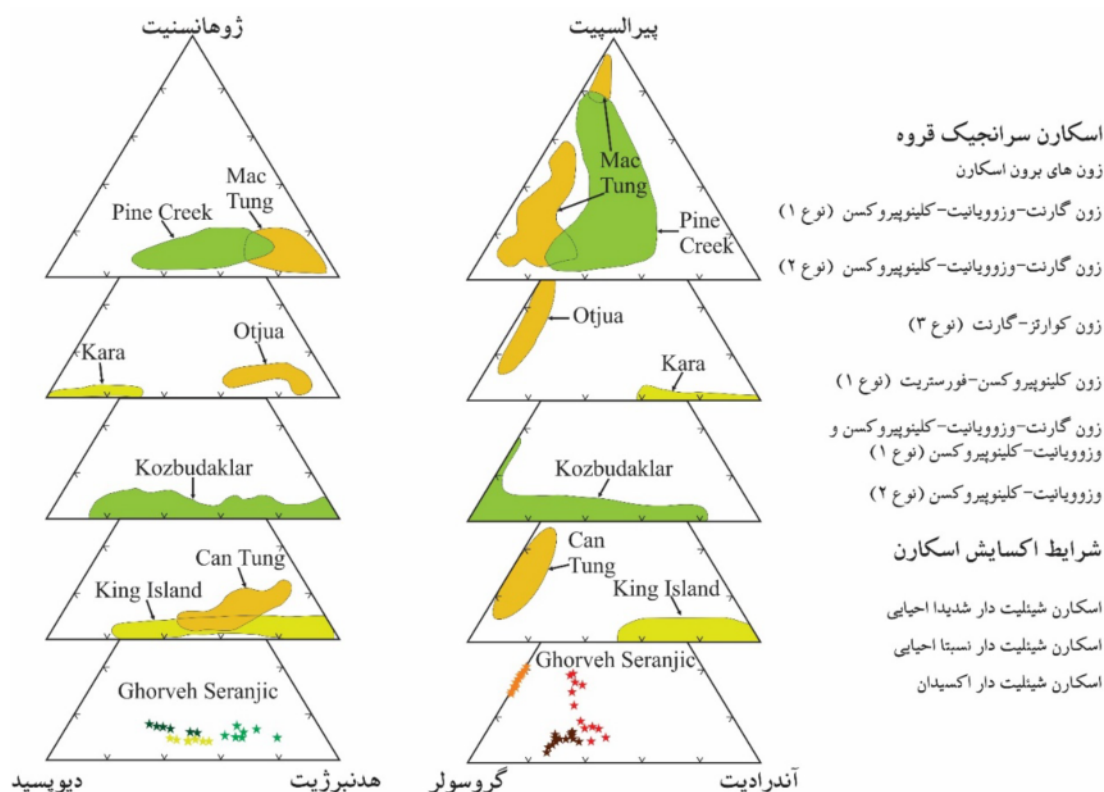 ژوهانسنیت
Pine Creek
Mac
Tung
Kara
Otjua
Kozbudaklar
King Island
Can Tung
Ghorveh Seranjic
دیوپسید
هدنبرژیت
پیرالسپیت
Mac
Tung
Pine
Creek
Otjua
Kara
Kozbudaklar
Can
Tung
King Island
Ghorveh Seranjic
گروسولر
آندرادیت
اسکارن سرانجیک قروه
زون های برون اسکارن
زون گارنت-وزوویانیت-کلینوپیروکسن (نوع ۱)
زون گارنت-وزوویانیت-کلینوپیروکسن (نوع ۲)
زون کوارتز-گارنت (نوع ۳)
زون کلینوپیروکسن-فورستریت (نوع ۱)
زون گارنت-وزوویانیت-کلینوپیروکسن و
وزوویانیت-کلینوپیروکسن (نوع ۱)
وزوویانیت-کلینوپیروکسن (نوع ۲)
شرایط اکسایش اسکارن
اسکارن شیئلیت دار شدیدا احیایی
اسکارن شیئلیت دار نسبتا احیایی
اسکارن شیئلیت دار اکسیدان